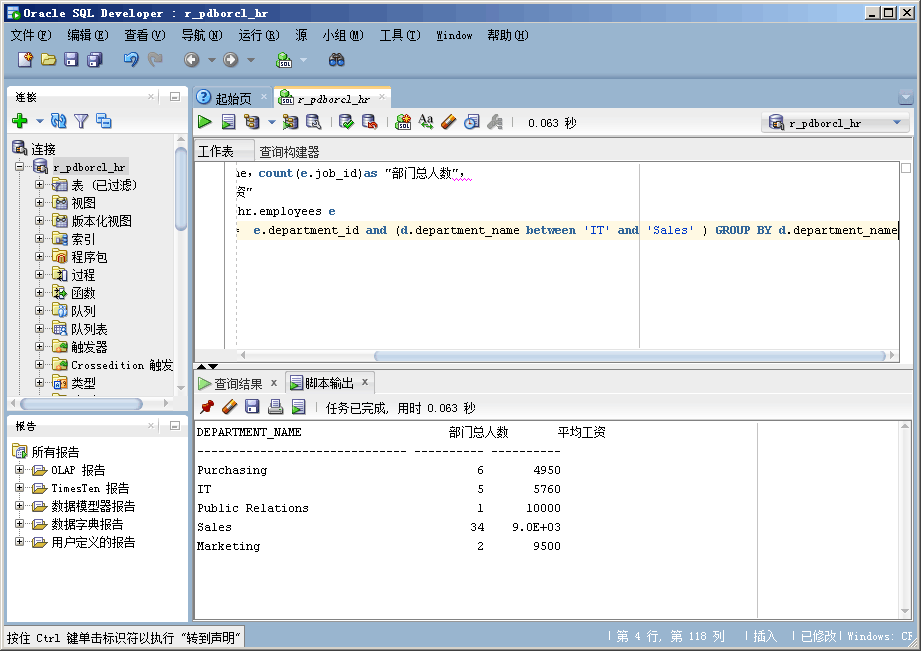 Oracle SQL Developer : r_pdborcl_hr
文件(F) 编辑(E) 查看(V) 导航(N) 运行(R) 源 小组(M) 工具(T) Window 帮助(H)
连接
连接
r_pdborcl_hr
表 (已过滤)
视图
版本化视图
索引
程序包
过程
函数
队列
队列表
触发器
Crossedition 触发
类型
报告
所有报告
OLAP 报告
TimesTen 报告
数据模型器报告
数据字典报告
用户定义的报告
起始页 r_pdborcl_hr
0.063 秒 r_pdborcl_hr
工作表 查询构建器
count(e.job_id)as "部门总人数",
资"
hr.employees e
= e.department_id and (d.department_name between 'IT' and 'Sales' ) GROUP BY d.department_name
查询结果 x 脚本输出 x
任务已完成, 用时 0.063 秒
DEPARTMENT_NAME 部门总人数 平均工资
------------------------------ ---------- ----------
Purchasing 6 4950
IT 5 5760
Public Relations 1 10000
Sales 34 9.0E+03
Marketing 2 9500
按住 Ctrl 键单击标识符以执行 "转到声明" 第 4 行, 第 118 列 插入 已修改 Windows: